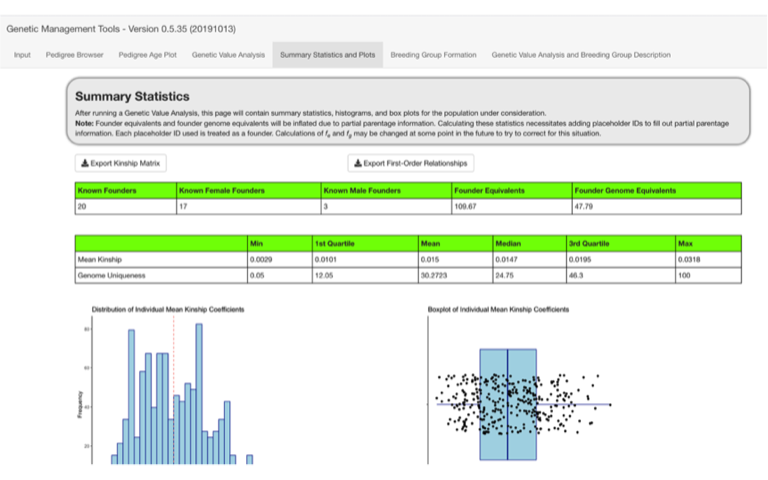 Genetic Management Tools - Version 0.5.35 (20191013)
Input Pedigree Browser Pedigree Age Plot Genetic Value Analysis Summary Statistics and Plots Breeding Group Formation Genetic Value Analysis and Breeding Group Description
Summary Statistics
After running a Genetic Value Analysis, this page will contain summary statistics, histograms, and box plots for the population under consideration.
Note: Founder equivalents and founder genome equivalents will be inflated due to partial parentage information. Calculating these statistics necessitates adding placeholder IDs to fill out partial parentage
information. Each placeholder ID used is treated as a founder. Calculations of fₑ and f₉ may be changed at some point in the future to try to correct for this situation.
Export Kinship Matrix Export First-Order Relationships
Known Founders Known Female Founders Known Male Founders Founder Equivalents Founder Genome Equivalents
20 17 3 109.67 47.79
Min 1st Quartile Mean Median 3rd Quartile Max
Mean Kinship 0.0029 0.0101 0.015 0.0147 0.0195 0.0318
Genome Uniqueness 0.05 12.05 30.2723 24.75 46.3 100
Distribution of Individual Mean Kinship Coefficients Boxplot of Individual Mean Kinship Coefficients
80
60
40
20
Frequency